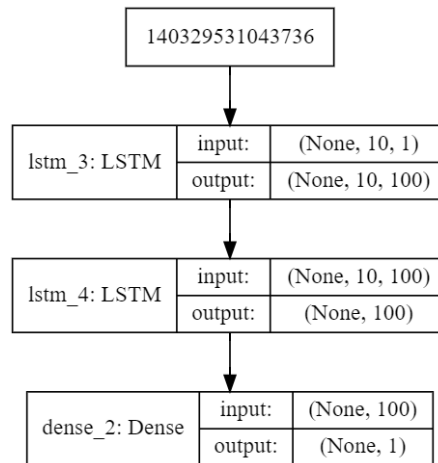 140329531043736
lstm_3: LSTM
input:
(None, 10, 1)
output:
(None, 10, 100)
lstm_4: LSTM
input:
(None, 10, 100)
output:
(None, 100)
dense_2: Dense
input:
(None, 100)
output:
(None, 1)